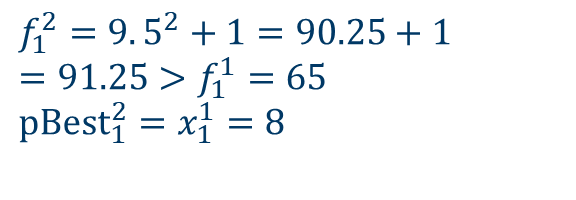 f₁² = 9. 5² + 1 = 90.25 + 1
= 91.25 > f₁¹ = 65
pBest₁² = x₁¹ = 8